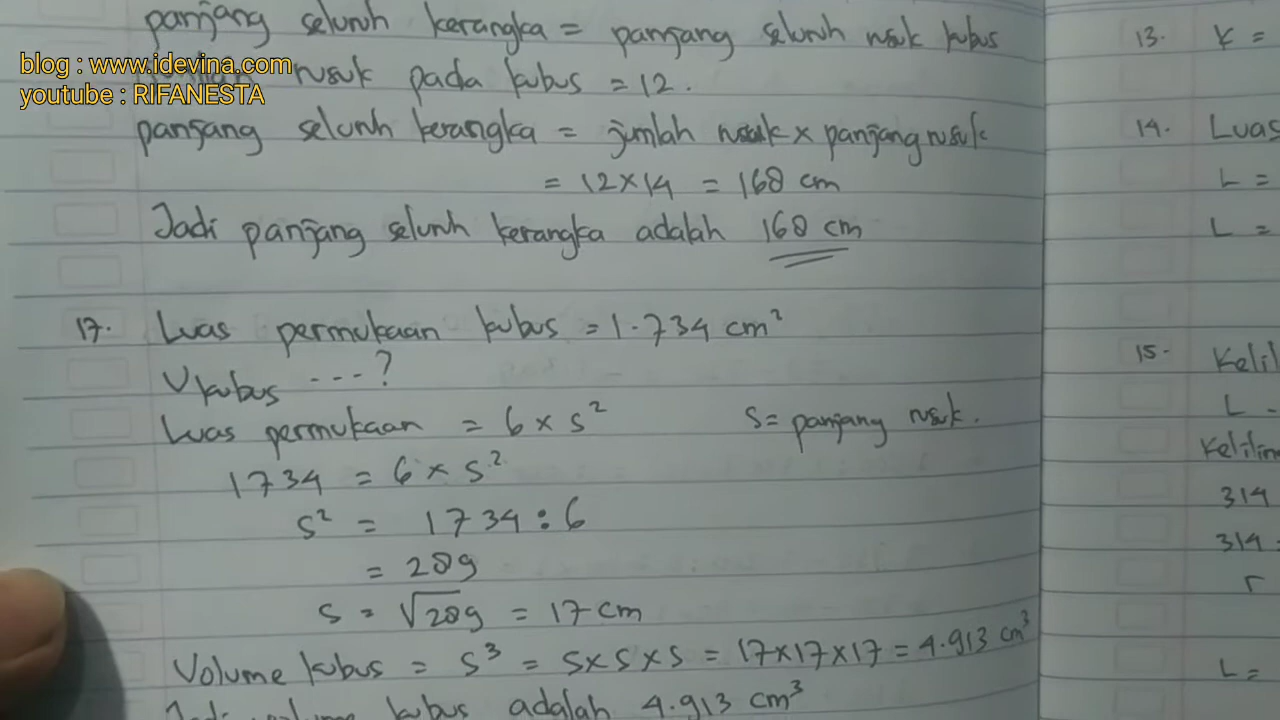 panjang seluruh kerangka = panjang seluruh rusuk kubus
blog : www.idevina.com
rusuk pada kubus = 12.
youtube : RIFANESTA
panjang seluruh kerangka = jumlah rusuk x panjang rusuk
= 12 x 14 = 168 cm
Jadi panjang seluruh kerangka adalah 168 cm
17. Luas permukaan kubus = 1.734 cm²
V kubus ---?
Luas permukaan = 6 x s²
s = panjang rusuk.
1734 = 6 x s²
s² = 1734 : 6
= 289
s = √289 = 17 cm
Volume kubus = s³ = s x s x s = 17x17x17 = 4.913 cm³
kubus adalah 4.913 cm³
13. K =
14. Luas
L =
L =
15. Kelil
L -
Kelilin
314
314 =
r
L =